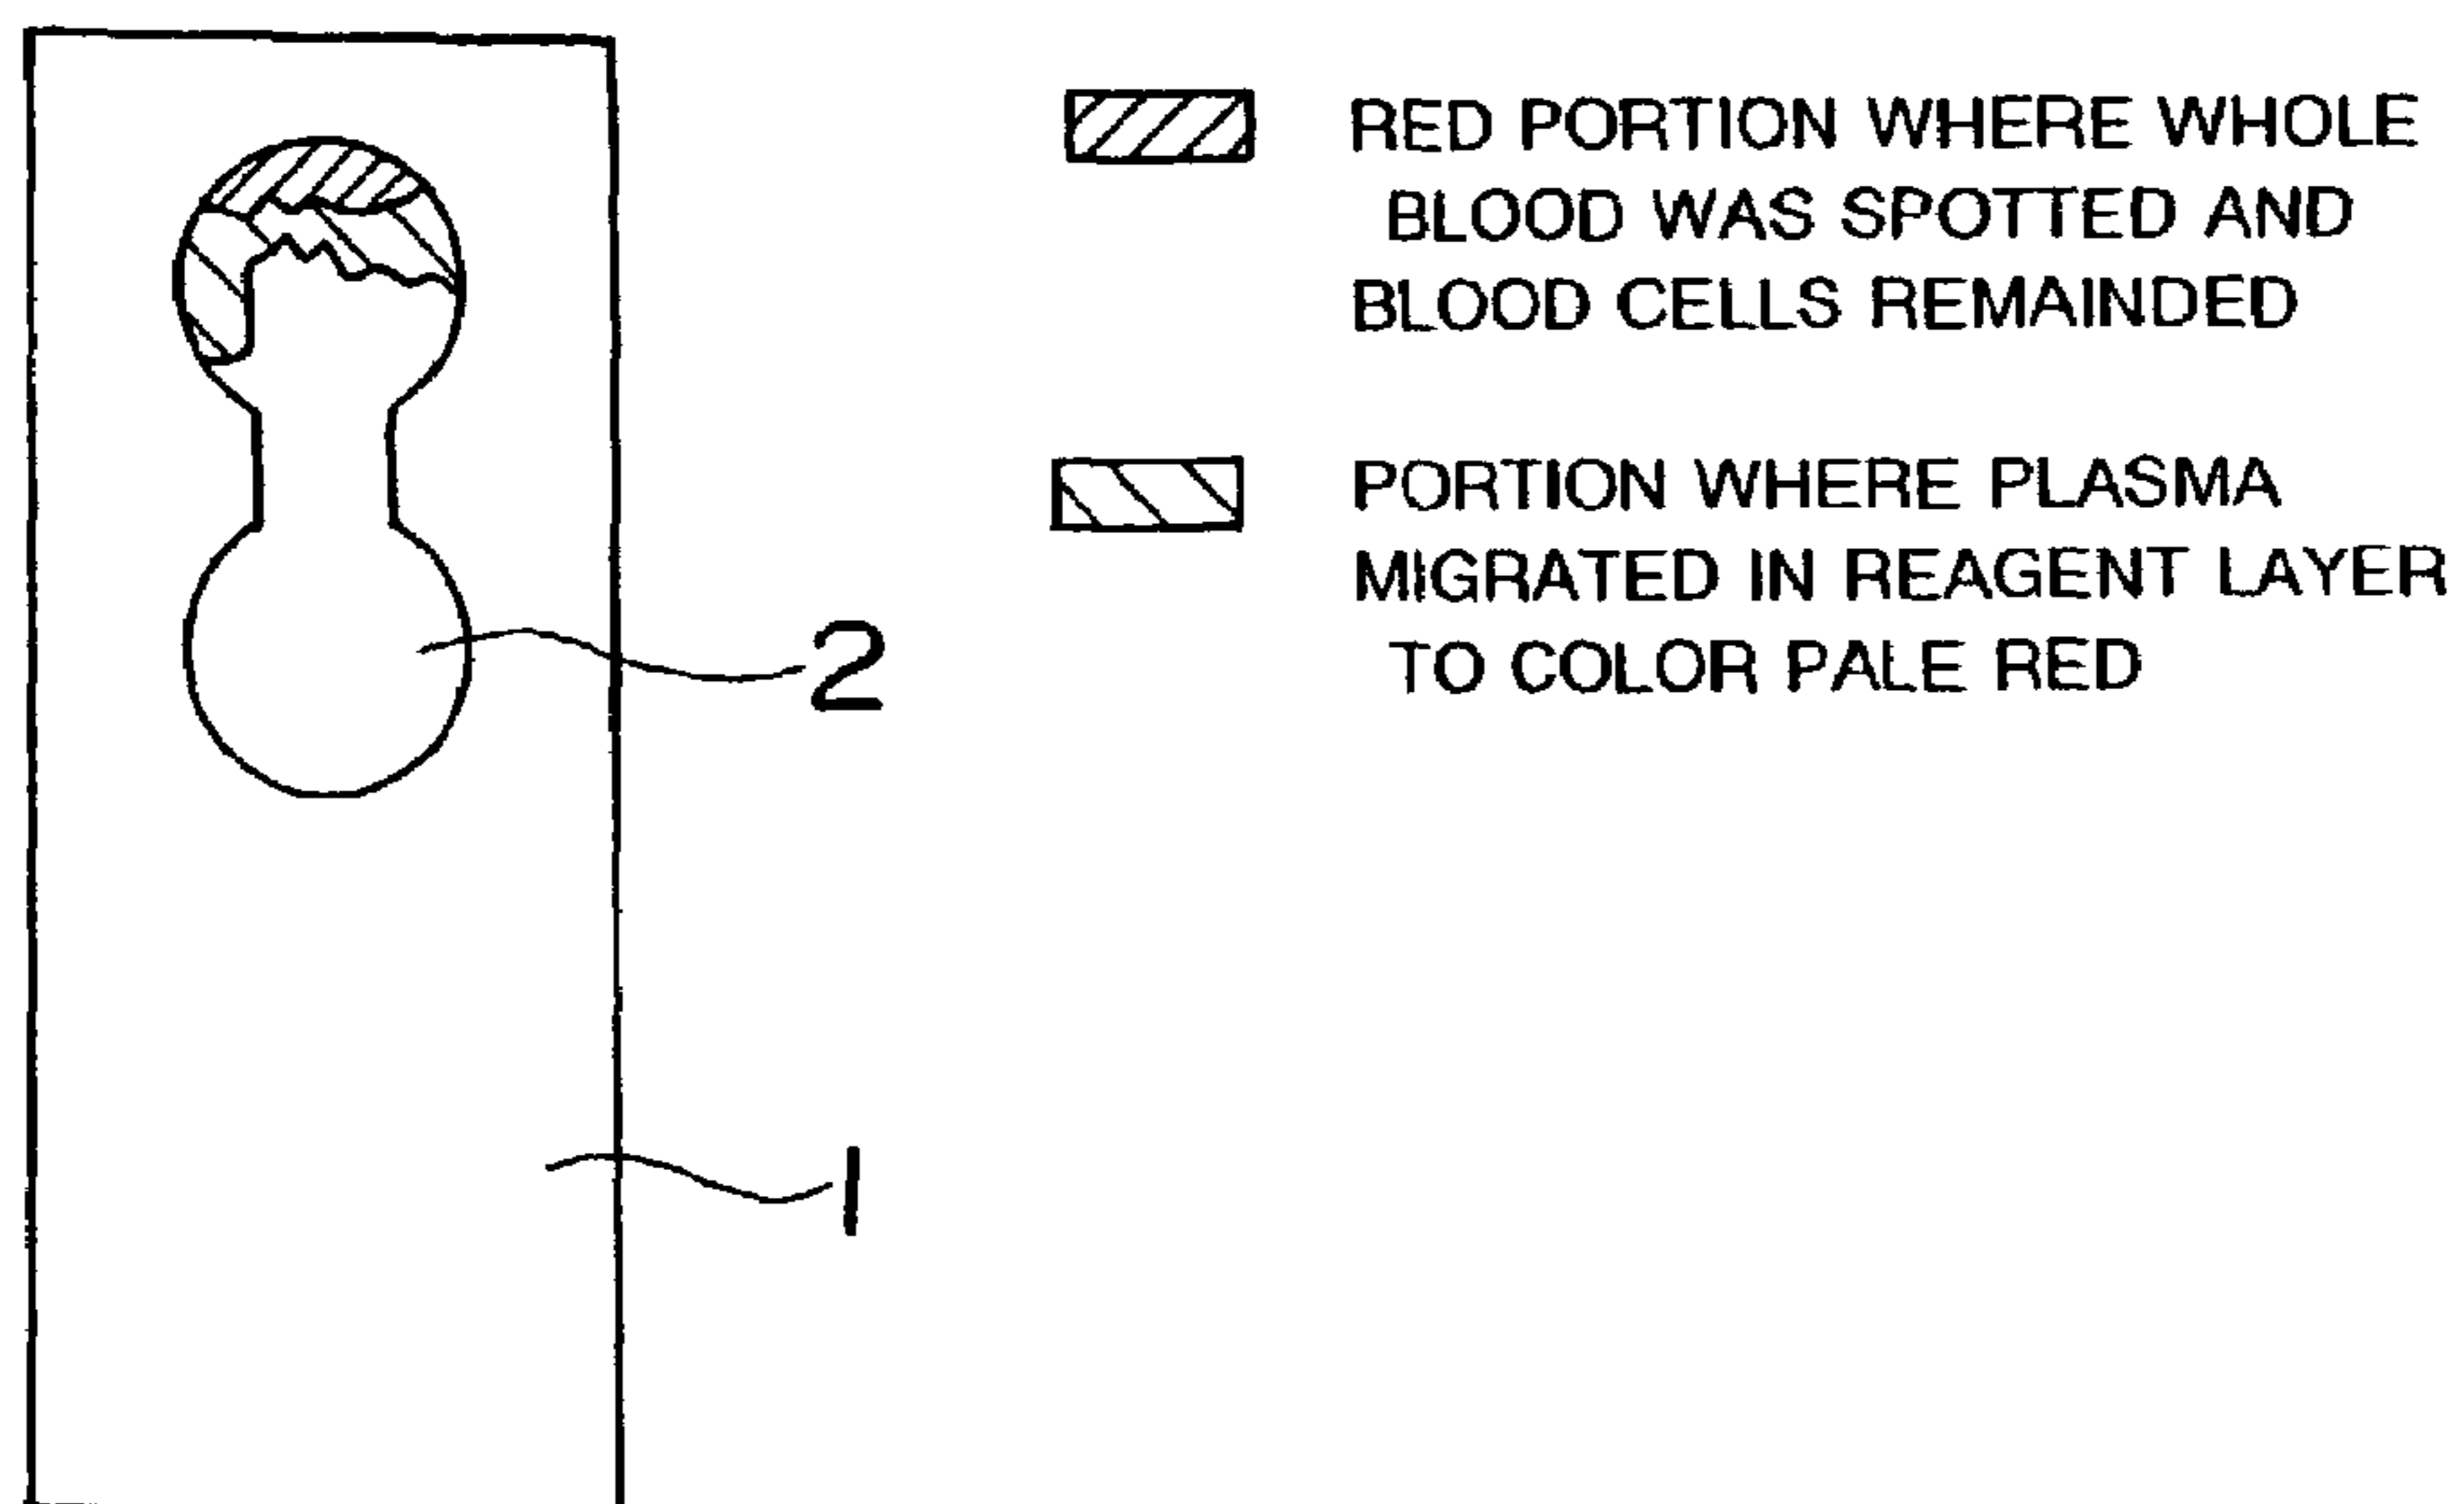 RED PORTION WHERE WHOLE
BLOOD WAS SPOTTED AND
BLOOD CELLS REMAINDED
PORTION WHERE PLASMA
MIGRATED IN REAGENT LAYER
TO COLOR PALE RED
2
1